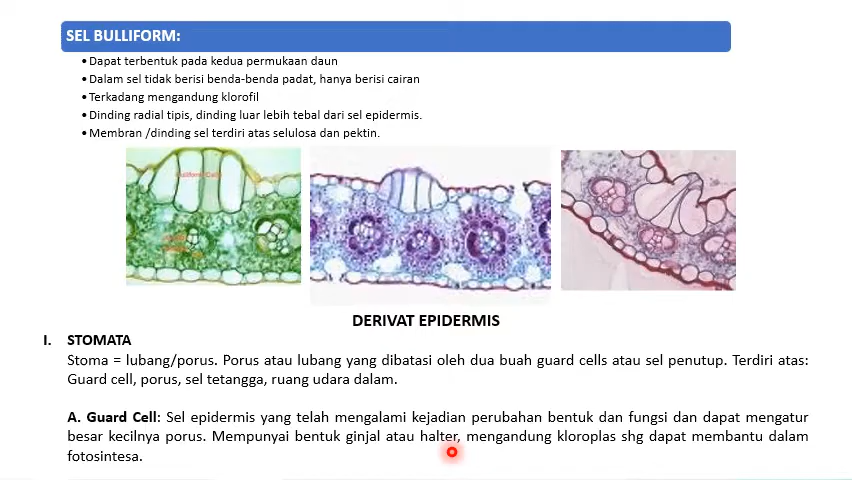 SEL BULLIFORM:
• Dapat terbentuk pada kedua permukaan daun
• Dalam sel tidak berisi benda-benda padat, hanya berisi cairan
• Terkadang mengandung klorofil
• Dinding radial tipis, dinding luar lebih tebal dari sel epidermis.
• Membran /dinding sel terdiri atas selulosa dan pektin.
DERIVAT EPIDERMIS
I. STOMATA
Stoma = lubang/porus. Porus atau lubang yang dibatasi oleh dua buah guard cells atau sel penutup. Terdiri atas:
Guard cell, porus, sel tetangga, ruang udara dalam.
A. Guard Cell: Sel epidermis yang telah mengalami kejadian perubahan bentuk dan fungsi dan dapat mengatur
besar kecilnya porus. Mempunyai bentuk ginjal atau halter, mengandung kloroplas shg dapat membantu dalam
fotosintesa.